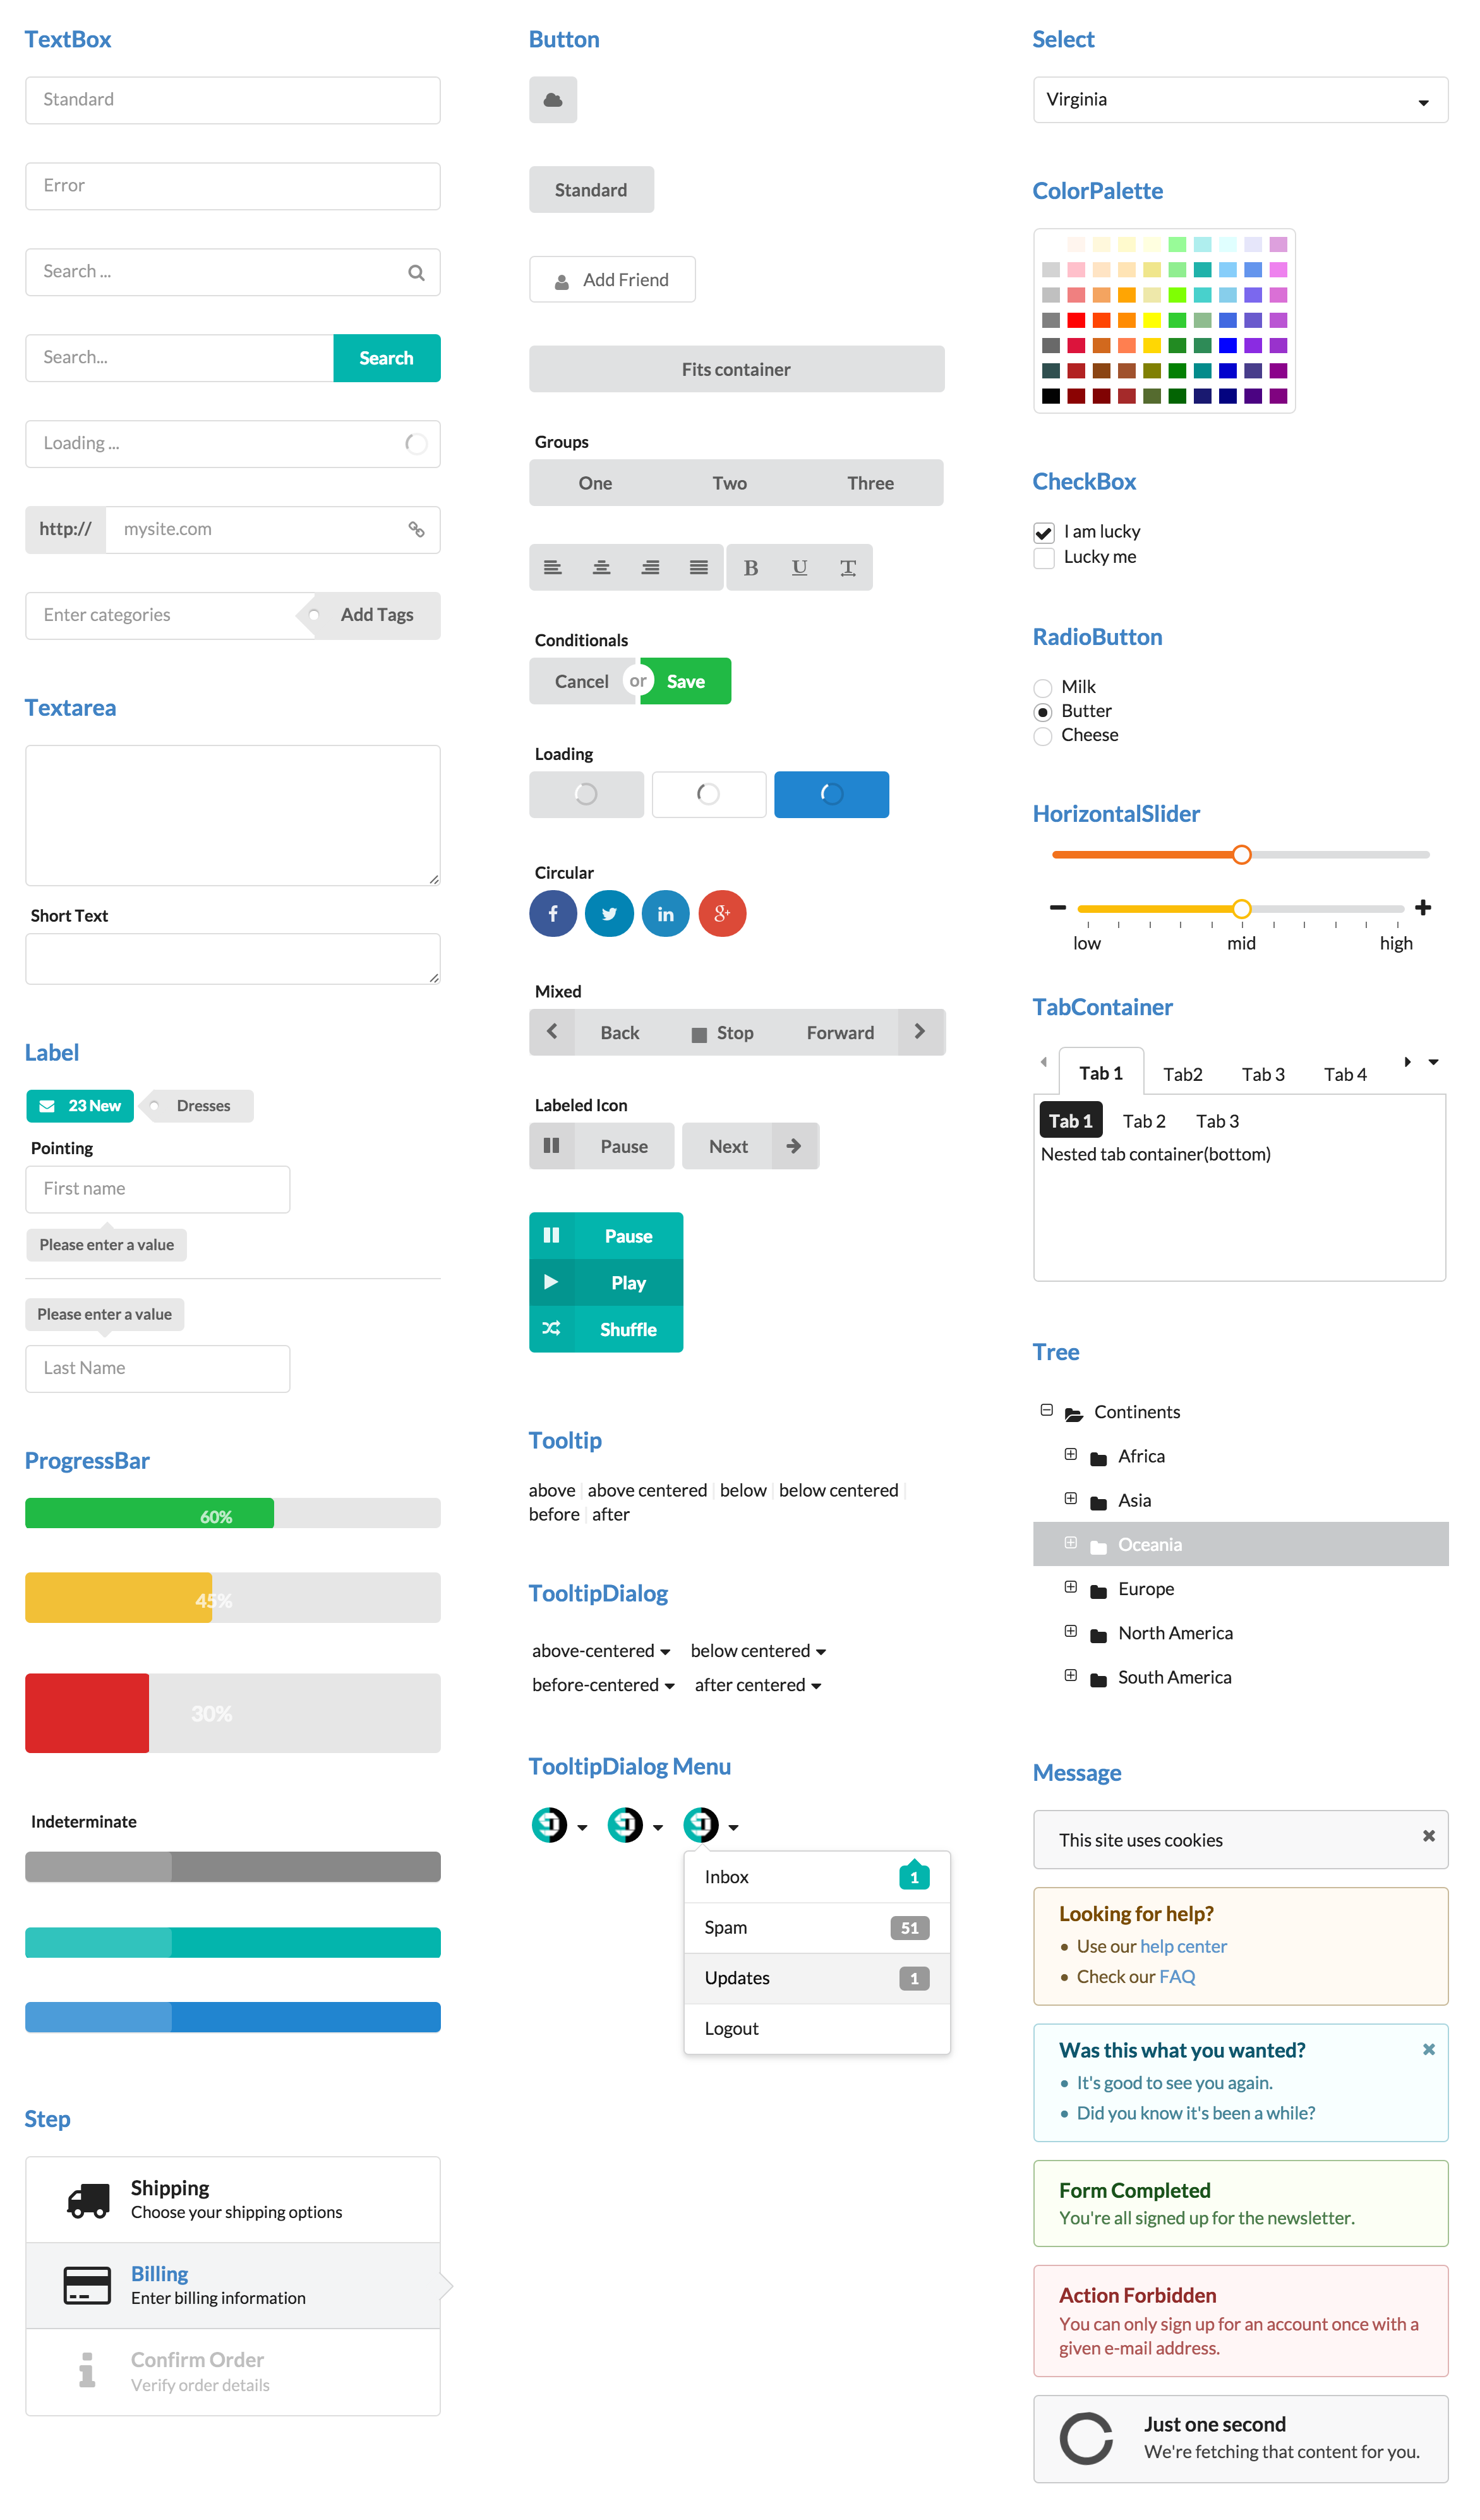 TextBox
Standard
Error
Search ...
Search...
Search
Loading ...
http://
mysite.com
Enter categories
Add Tags
Textarea
Short Text
Label
23 New
Dresses
Pointing
First name
Please enter a value
Please enter a value
Last Name
ProgressBar
60%
45%
30%
Indeterminate
Step
Shipping
Choose your shipping options
Billing
Enter billing information
Confirm Order
Verify order details
Button
Standard
Add Friend
Fits container
Groups
One Two Three
B U T
Conditionals
Cancel or Save
Loading
Circular
f in g+
Mixed
Back Stop Forward
Labeled Icon
Pause Next
Pause
Play
Shuffle
Tooltip
above | above centered | below | below centered |
before | after
TooltipDialog
above-centered below centered
before-centered after centered
TooltipDialog Menu
Inbox 1
Spam 51
Updates 1
Logout
Select
Virginia
ColorPalette
CheckBox
I am lucky
Lucky me
RadioButton
Milk
Butter
Cheese
HorizontalSlider
low mid high
TabContainer
Tab 1 Tab2 Tab 3 Tab 4
Tab 1 Tab 2 Tab 3
Nested tab container(bottom)
Tree
Continents
Africa
Asia
Oceania
Europe
North America
South America
Message
This site uses cookies
Looking for help?
• Use our help center
• Check our FAQ
Was this what you wanted?
• It's good to see you again.
• Did you know it's been a while?
Form Completed
You're all signed up for the newsletter.
Action Forbidden
You can only sign up for an account once with a
given e-mail address.
Just one second
We're fetching that content for you.